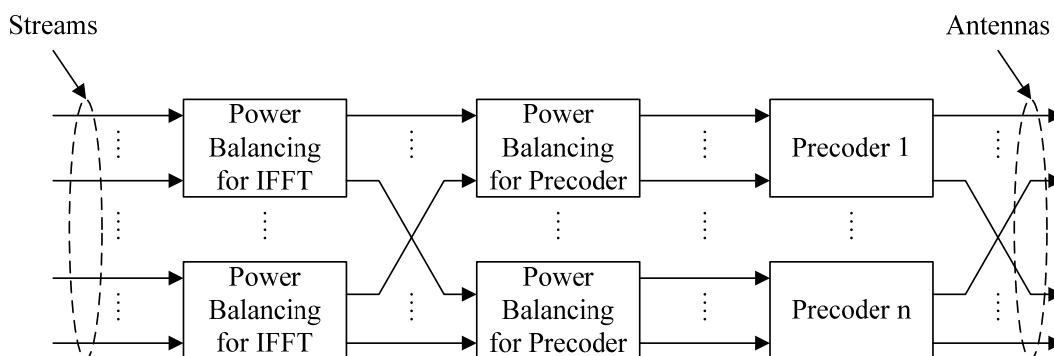 Streams
Antennas
Power
Balancing
for IFFT
Power
Balancing
for Precoder
Precoder 1
Power
Balancing
for IFFT
Power
Balancing
for Precoder
Precoder n